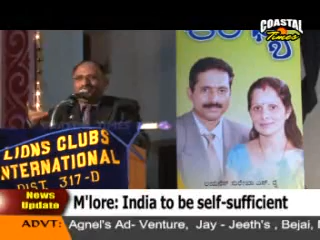 COASTAL
Times
LIONS CLUBS
INTERNATIONAL
DIST. 317-D
News
Update
M'lore: India to be self-sufficient
ADVT: Agnel's Ad- Venture, Jay - Jeeth's , Bejai,